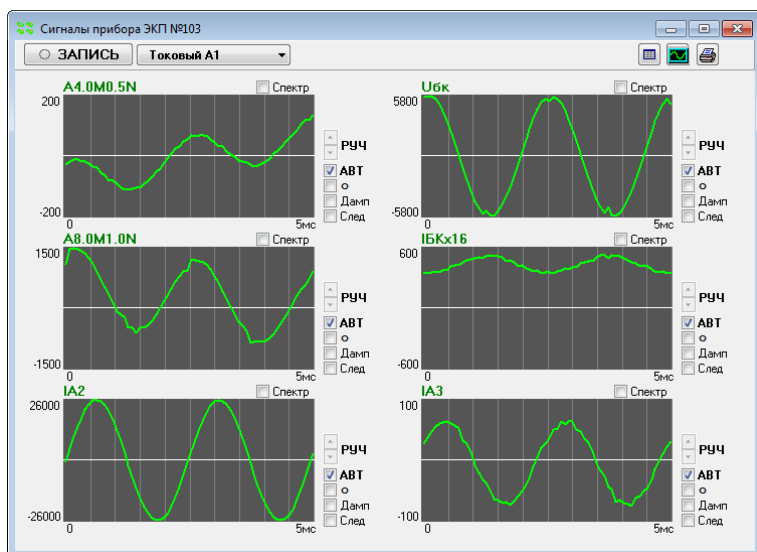 Сигналы прибора ЭКП №103
ЗАПИСЬ
Токовый A1
A4.0M0.5N
Спектр
200
-200
0
5мс
РУЧ
АВТ
о
Дамп
След
Uбк
Спектр
5800
-5800
0
5мс
РУЧ
АВТ
о
Дамп
След
A8.0M1.0N
Спектр
1500
-1500
0
5мс
РУЧ
АВТ
о
Дамп
След
IБКx16
Спектр
600
-600
0
5мс
РУЧ
АВТ
о
Дамп
След
IA2
Спектр
26000
-26000
0
5мс
РУЧ
АВТ
о
Дамп
След
IA3
Спектр
100
-100
0
5мс
РУЧ
АВТ
о
Дамп
След